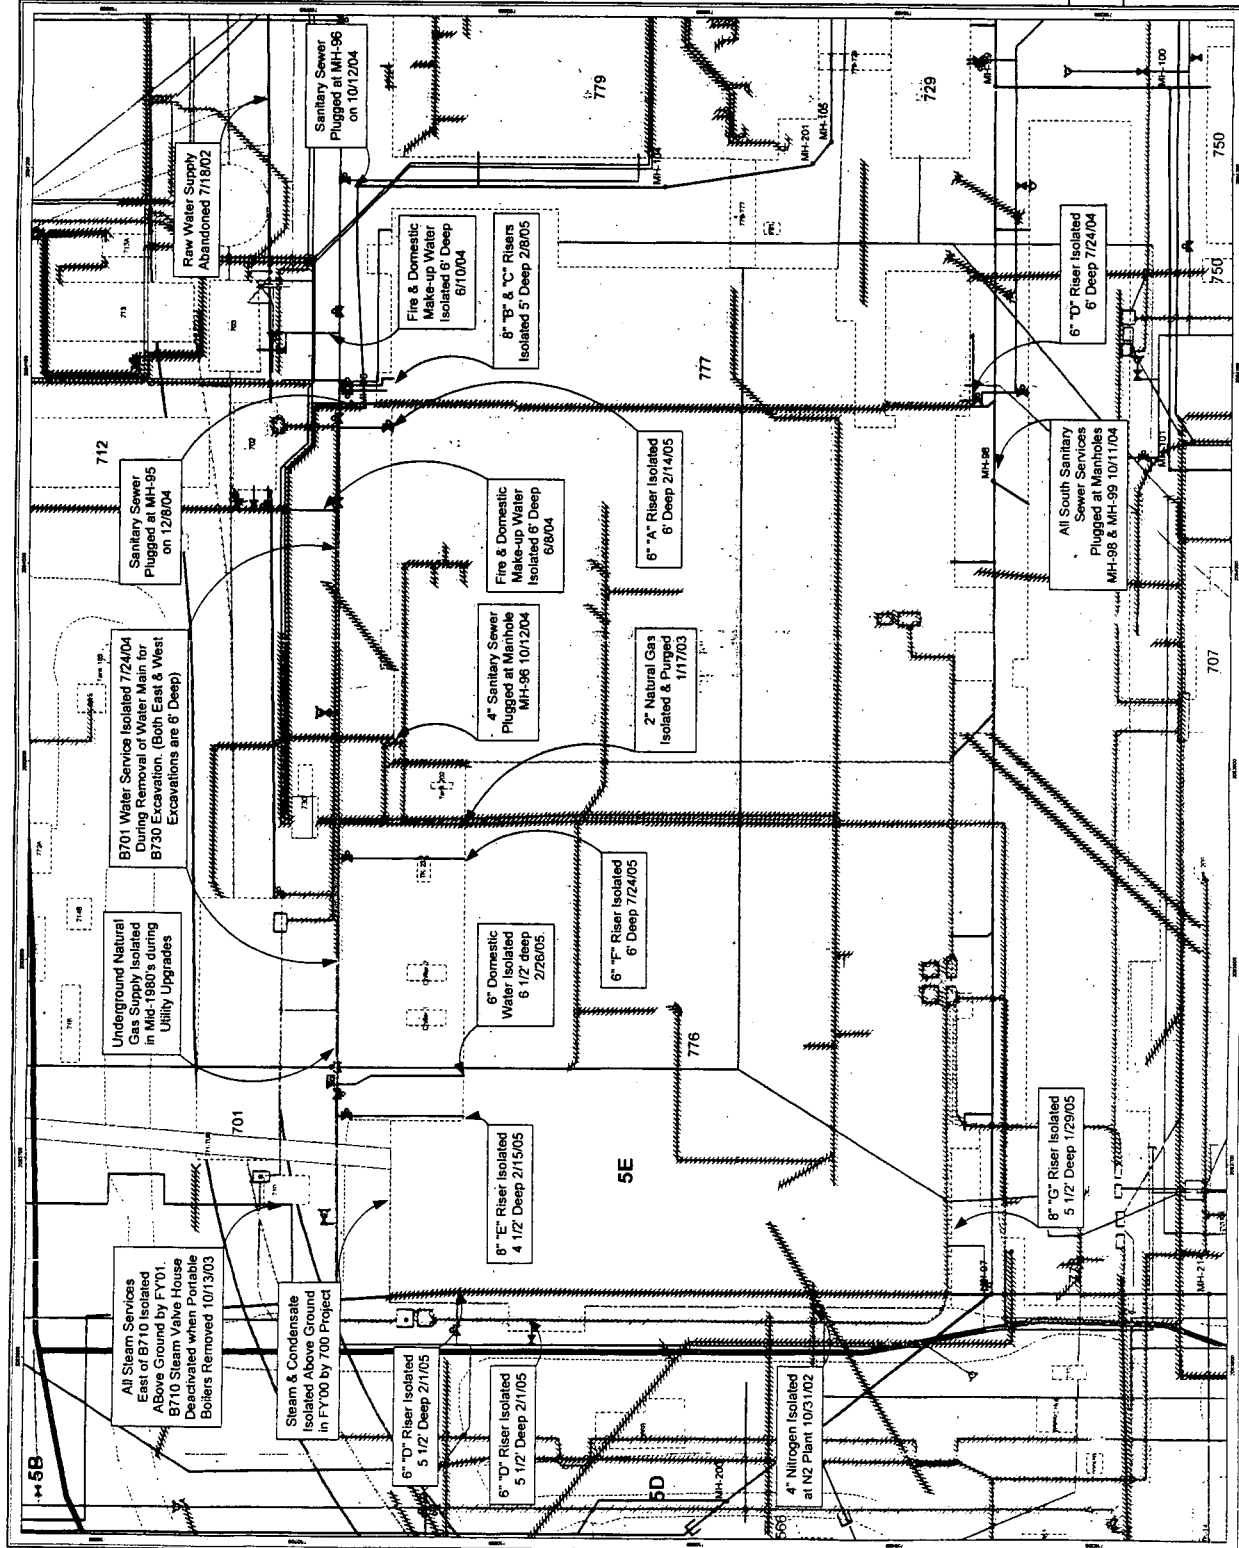 Raw Water Supply
Abandoned 7/18/02
Sanitary Sewer
Plugged at MH-96
on 10/12/04
Fire & Domestic
Make-up Water
Isolated 6' Deep
6/10/04
8" "B" & "C" Risers
Isolated 5' Deep 2/8/05
6" "D" Riser Isolated
6' Deep 7/24/04
Sanitary Sewer
Plugged at MH-95
on 12/8/04
Fire & Domestic
Make-up Water
Isolated 6' Deep
6/8/04
6" "A" Riser Isolated
6' Deep 2/14/05
All South Sanitary
Sewer Services
Plugged at Manholes
MH-98 & MH-99 10/11/04
B701 Water Service Isolated 7/24/04
During Removal of Water Main for
B730 Excavation. (Both East & West
Excavations are 6' Deep)
4" Sanitary Sewer
Plugged at Manhole
MH-96 10/12/04
2" Natural Gas
Isolated & Purged
1/17/03
Underground Natural
Gas Supply Isolated
in Mid-1980's during
Utility Upgrades
6" Domestic
Water Isolated
6 1/2' deep
2/26/05
6" "F" Riser Isolated
6' Deep 7/24/05
All Steam Services
East of B710 Isolated
ABove Ground by FY'01.
B710 Steam Valve House
Deactivated when Portable
Boilers Removed 10/13/03
Steam & Condensate
Isolated Above Ground
in FY00 by 700 Project
8" "E" Riser Isolated
4 1/2' Deep 2/15/05
8" "G" Riser Isolated
5 1/2' Deep 1/29/05
6" "D" Riser Isolated
5 1/2' Deep 2/1/05
6" "D" Riser Isolated
5 1/2' Deep 2/1/05
4" Nitrogen Isolated
at N2 Plant 10/31/02
5B
5D
5E
701
712
713
702
703
730
776
777
779
729
750
750
707
MH-104
MH-201
MH-105
MH-100
MH-101
MH-98
MH-97
MH-200